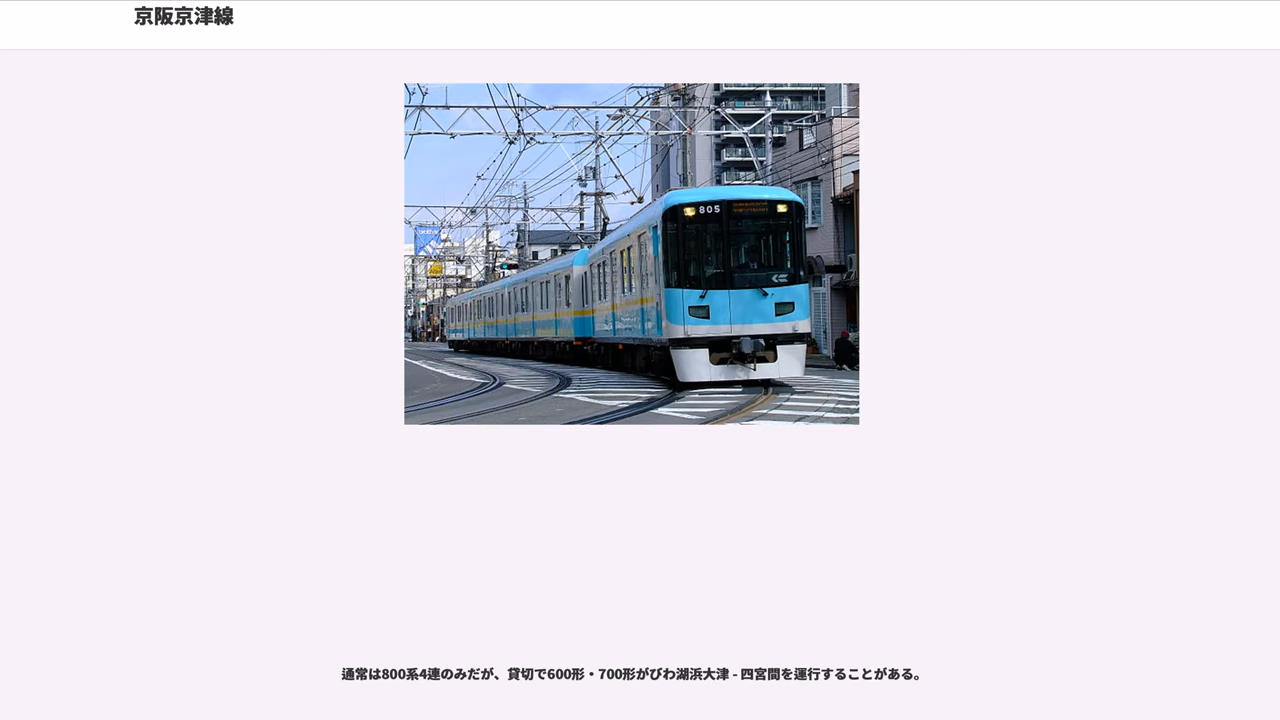 京阪京津線
805
通常は800系4連のみだが、貸切で600形・700形がびわ湖浜大津 - 四宮間を運行することがある。